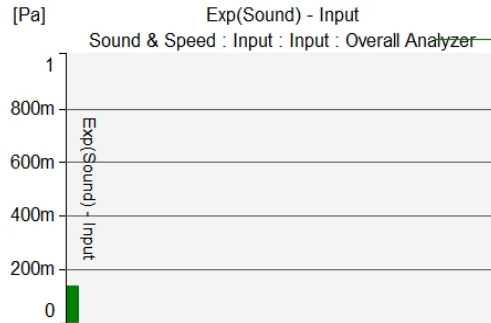 [Pa] Exp(Sound) - Input
Sound & Speed : Input : Input : Overall Analyzer
1
800m
Exp(Sound) - Input
600m
400m
200m
0